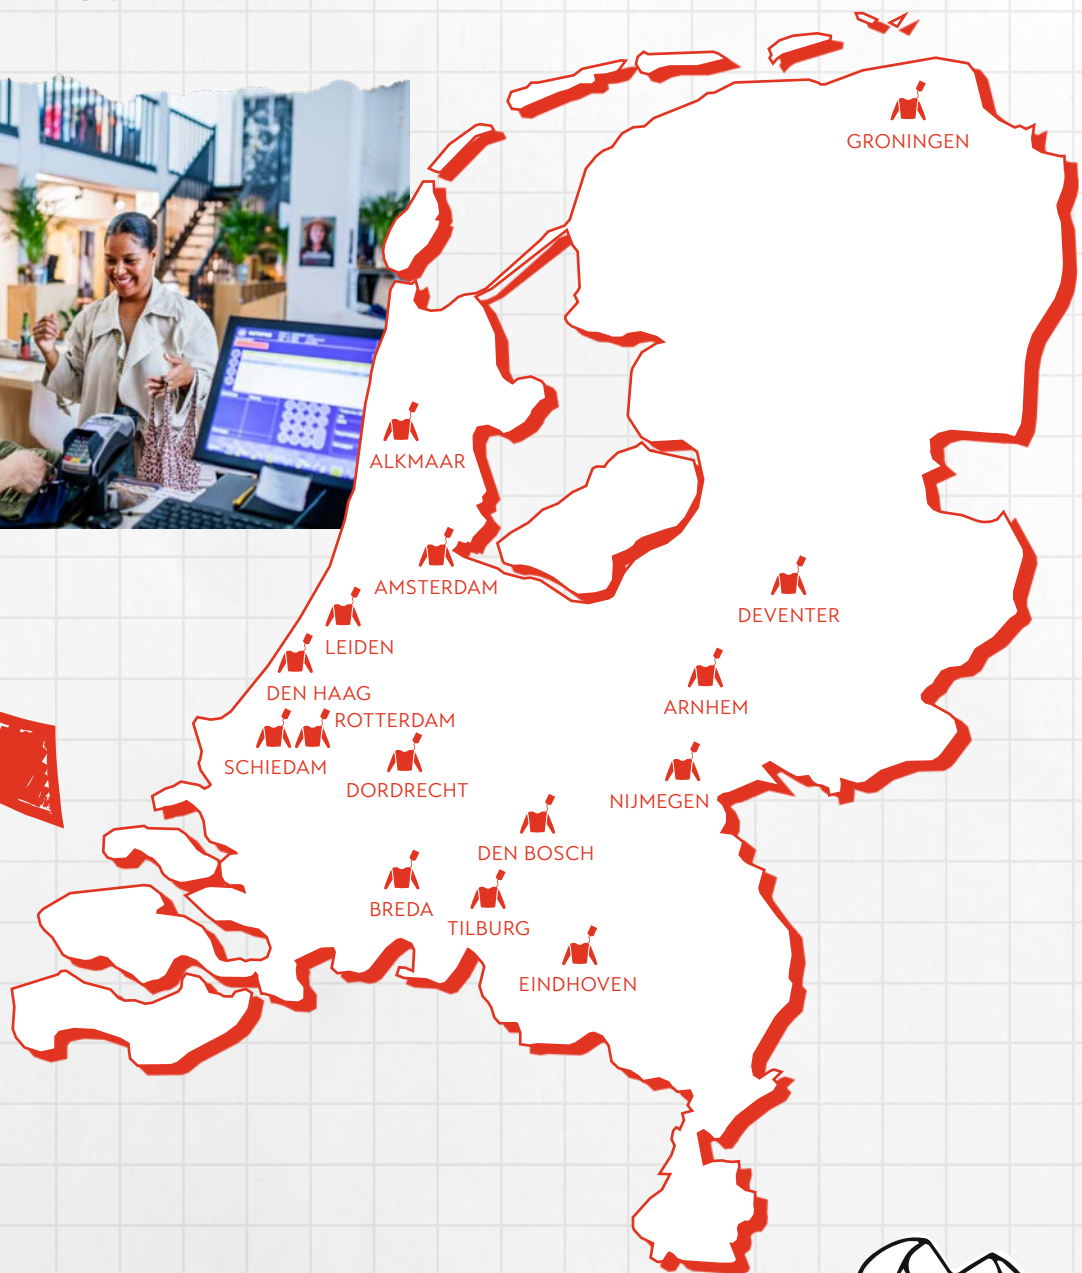 GRONINGEN
ALKMAAR
AMSTERDAM
DEVENTER
LEIDEN
DEN HAAG
ARNHEM
ROTTERDAM
SCHIEDAM
DORDRECHT
NIJMEGEN
DEN BOSCH
BREDA
TILBURG
EINDHOVEN